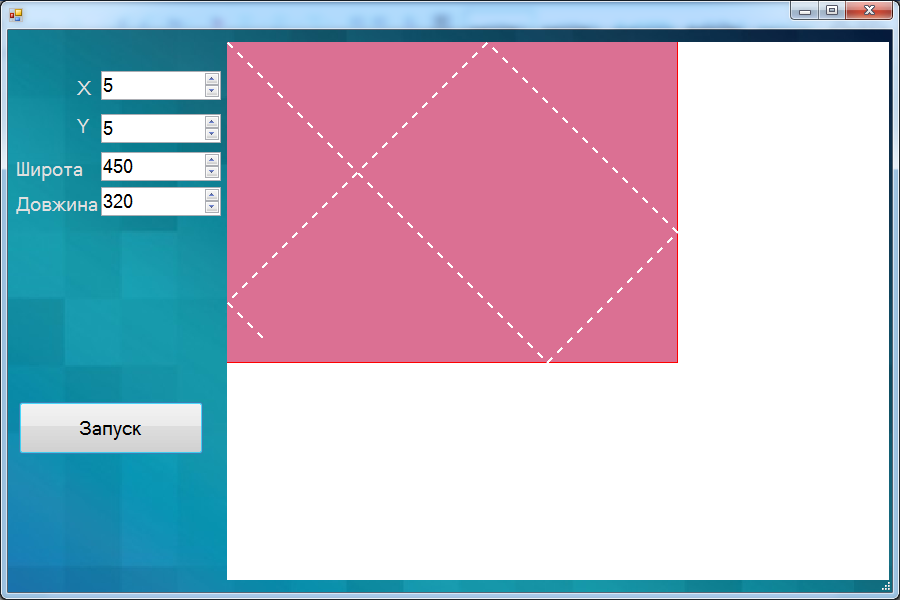 X 5
Y 5
Широта 450
Довжина 320
Запуск